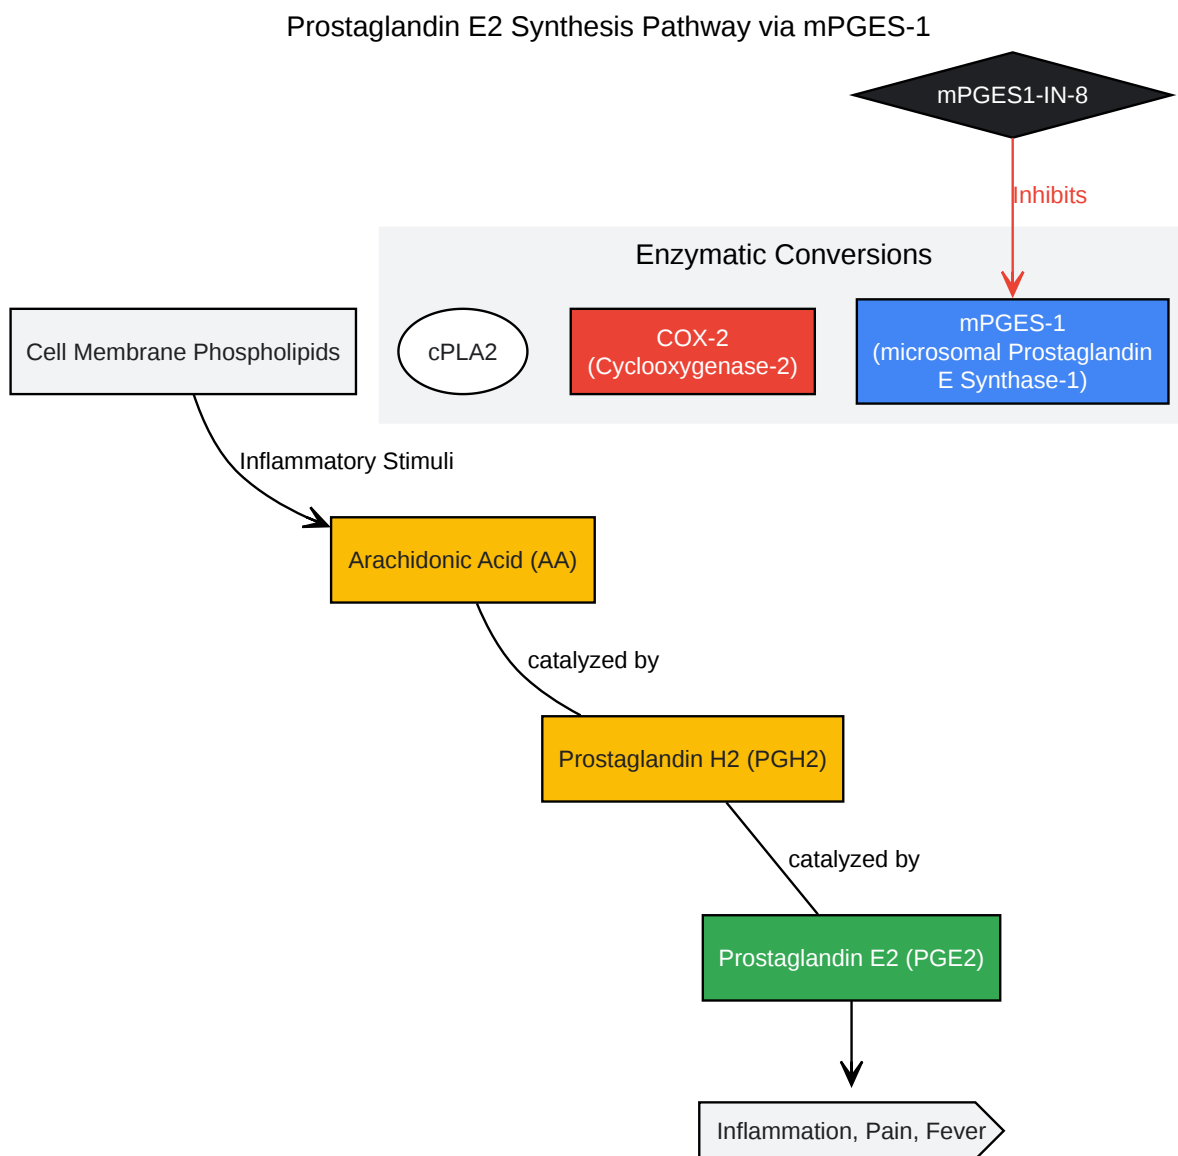 Prostaglandin E2 Synthesis Pathway via mPGES-1
mPGES1-IN-8
Inhibits
Enzymatic Conversions
Cell Membrane Phospholipids
cPLA2
COX-2
(Cyclooxygenase-2)
mPGES-1
(microsomal Prostaglandin
E Synthase-1)
Inflammatory Stimuli
Arachidonic Acid (AA)
catalyzed by
Prostaglandin H2 (PGH2)
catalyzed by
Prostaglandin E2 (PGE2)
Inflammation, Pain, Fever